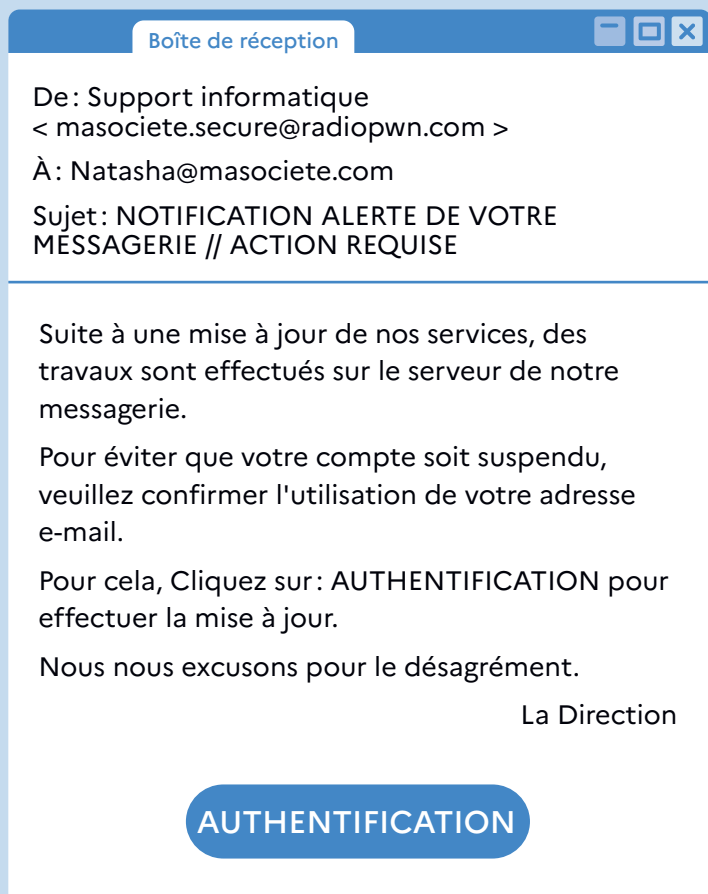 Boîte de réception
De : Support informatique
< masociete.secure@radiopwn.com >
À : Natasha@masociete.com
Sujet : NOTIFICATION ALERTE DE VOTRE
MESSAGERIE // ACTION REQUISE
Suite à une mise à jour de nos services, des
travaux sont effectués sur le serveur de notre
messagerie.
Pour éviter que votre compte soit suspendu,
veuillez confirmer l'utilisation de votre adresse
e-mail.
Pour cela, Cliquez sur : AUTHENTIFICATION pour
effectuer la mise à jour.
Nous nous excusons pour le désagrément.
La Direction
AUTHENTIFICATION